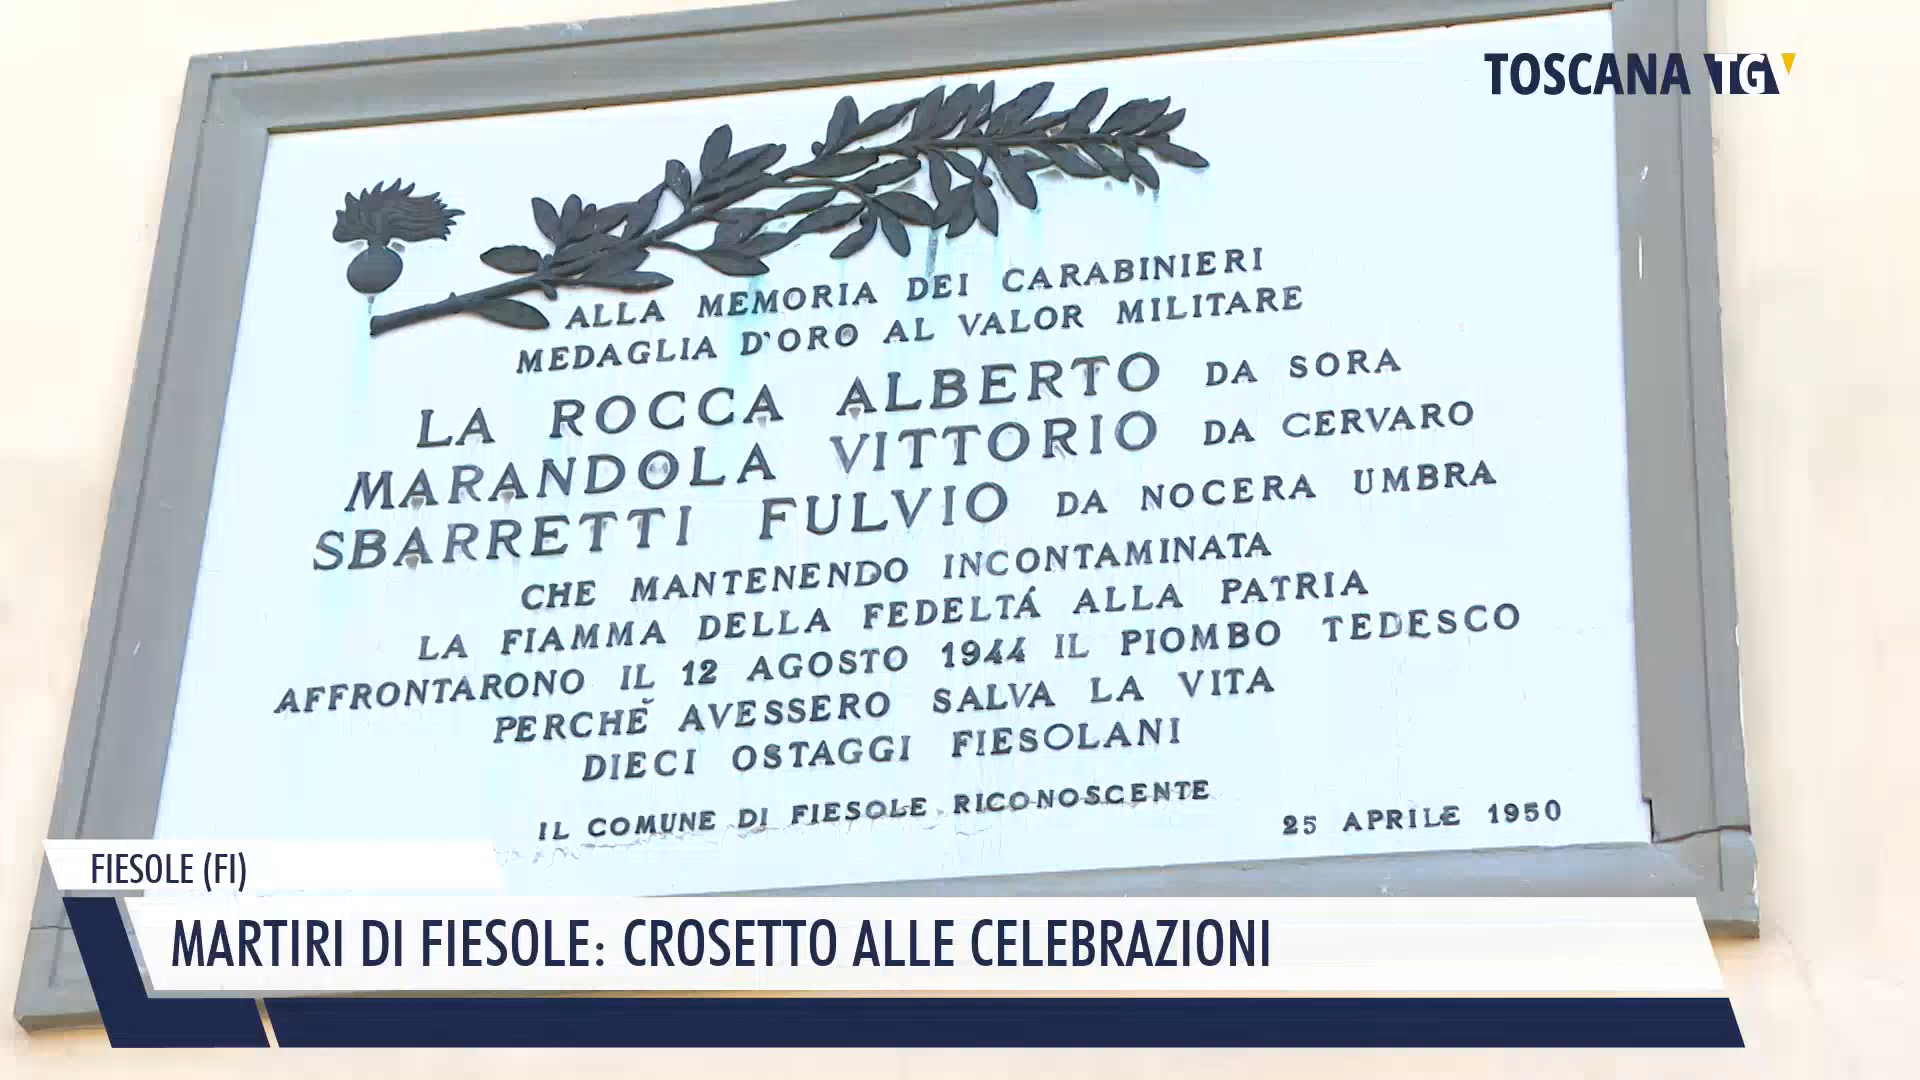 TOSCANA TG
ALLA MEMORIA DEI CARABINIERI
MEDAGLIA D'ORO AL VALOR MILITARE
LA ROCCA ALBERTO DA SORA
MARANDOLA VITTORIO DA CERVARO
SBARRETTI FULVIO DA NOCERA UMBRA
CHE MANTENENDO INCONTAMINATA
LA FIAMMA DELLA FEDELTÁ ALLA PATRIA
AFFRONTARONO IL 12 AGOSTO 1944 IL PIOMBO TEDESCO
PERCHĔ AVESSERO SALVA LA VITA
DIECI OSTAGGI FIESOLANI
IL COMUNE DI FIESOLE RICONOSCENTE
25 APRILE 1950
FIESOLE (FI)
MARTIRI DI FIESOLE: CROSETTO ALLE CELEBRAZIONI